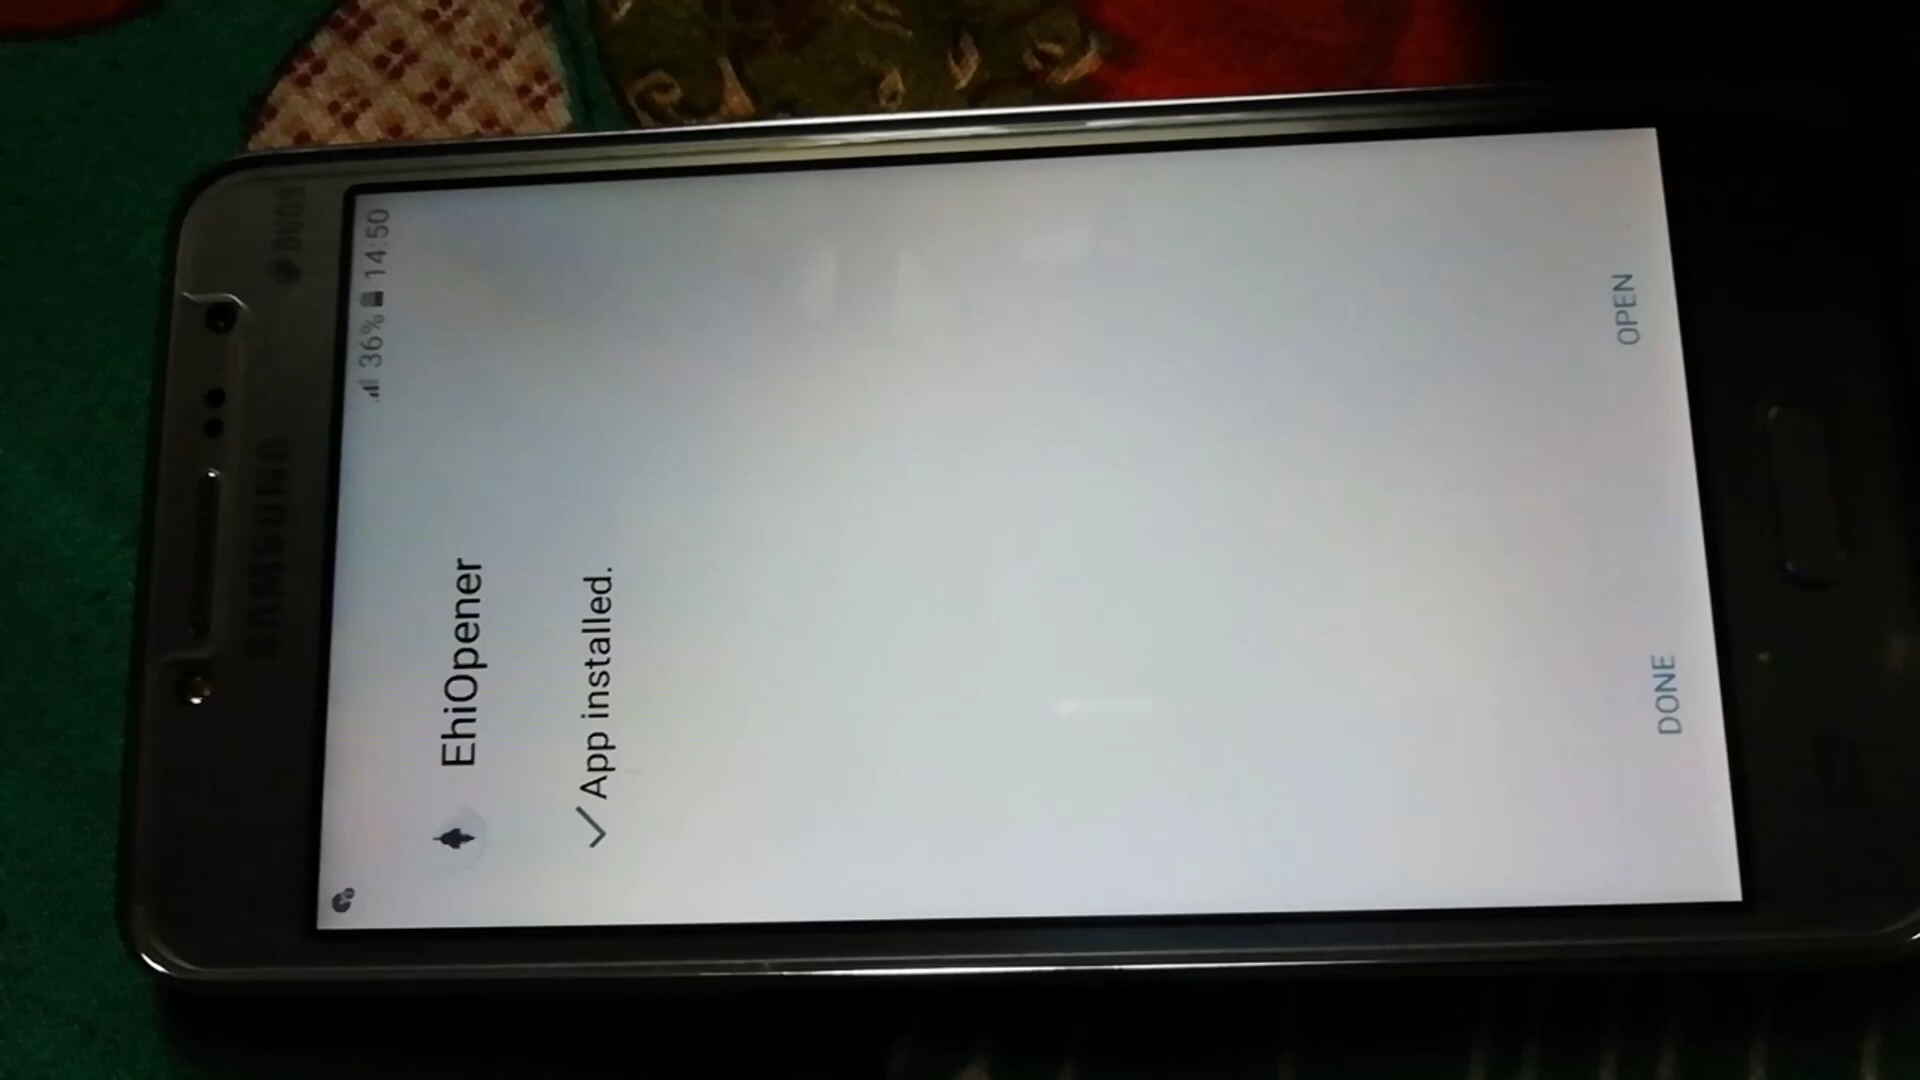 SAMSUNG
DUOS
36% 14:50
EhiOpener
App installed.
DONE
OPEN